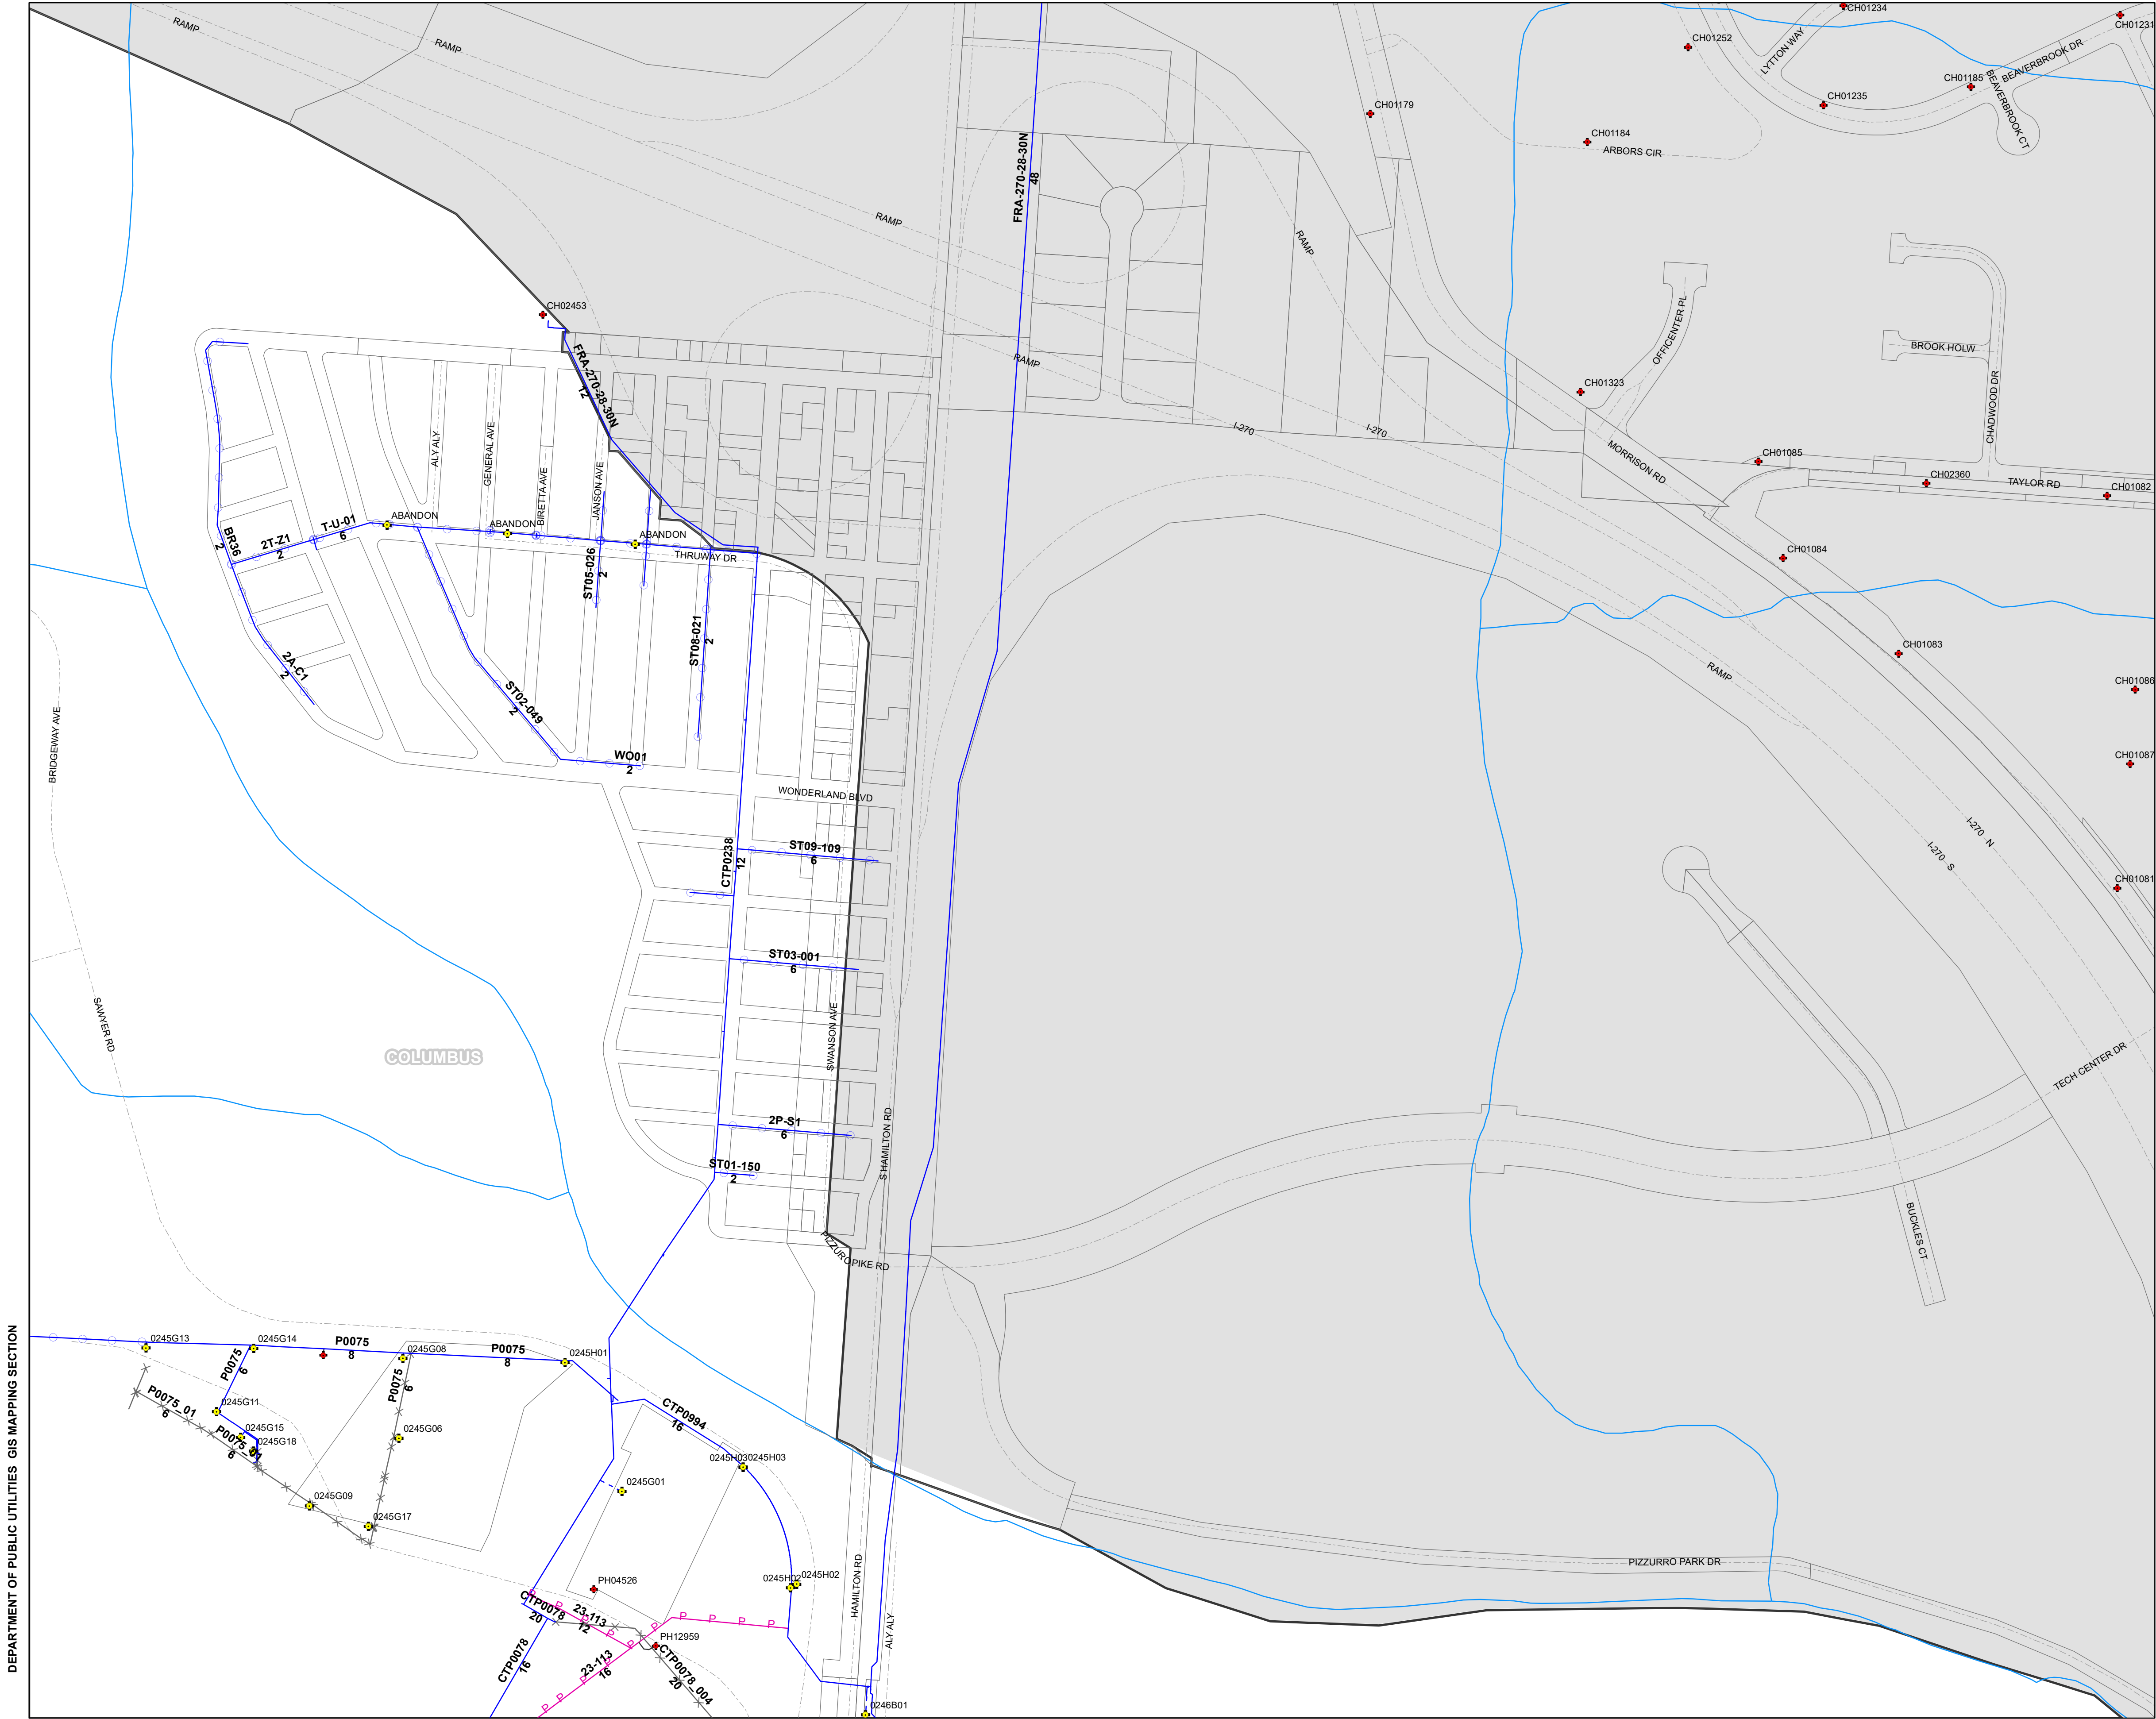 RAMP
RAMP
CH01234
CH01231
CH01252
LYTTON WAY
BEAVERBROOK DR
CH01185
BEAVERBROOK CT
CH01235
CH01179
CH01184
ARBORS CIR
FRA-270-28-30N
48
RAMP
RAMP
CH02453
OFFICENTER PL
BROOK HOLW
CHADWOOD DR
RAMP
FRA-270-28-30N
12
CH01323
I-270
I-270
MORRISON RD
CH01085
CH02360
TAYLOR RD
CH01082
ALY ALY
GENERAL AVE
BIRETTA AVE
JANSON AVE
ABANDON
ABANDON
ABANDON
T-U-01
6
2T-Z1
2
BR36
2
THRUWAY DR
ST05-026
2
CH01084
ST08-021
2
CH01083
2A-C1
2
RAMP
CH01086
ST02-049
2
BRIDGEWAY AVE
WO01
2
CH01087
WONDERLAND BLVD
I-270 N
I-270 S
CTP0238
12
ST09-109
6
CH01081
ST03-001
6
SAWYER RD
SWANSON AVE
COLUMBUS
TECH CENTER DR
2P-S1
6
S HAMILTON RD
ST01-150
2
BUCKLES CT
PIZZURO
PIKE RD
0245G13
0245G14
P0075
8
0245G08
P0075
8
0245H01
P0075
6
P0075
6
P0075_01
6
0245G11
0245G15
0245G18
P0075_01
6
0245G06
CTP0994
16
0245H03
0245H03
0245G01
0245G09
0245G17
PIZZURRO PARK DR
PH04526
0245H02
0245H02
HAMILTON RD
ALY ALY
CTP0078
20
23-113
12
PH12959
CTP0078
16
23-113
16
CTP0078_004
20
0246B01
P
P
P
P
P
P
P
P
P
P
P
P
P
DEPARTMENT OF PUBLIC UTILITIES GIS MAPPING SECTION